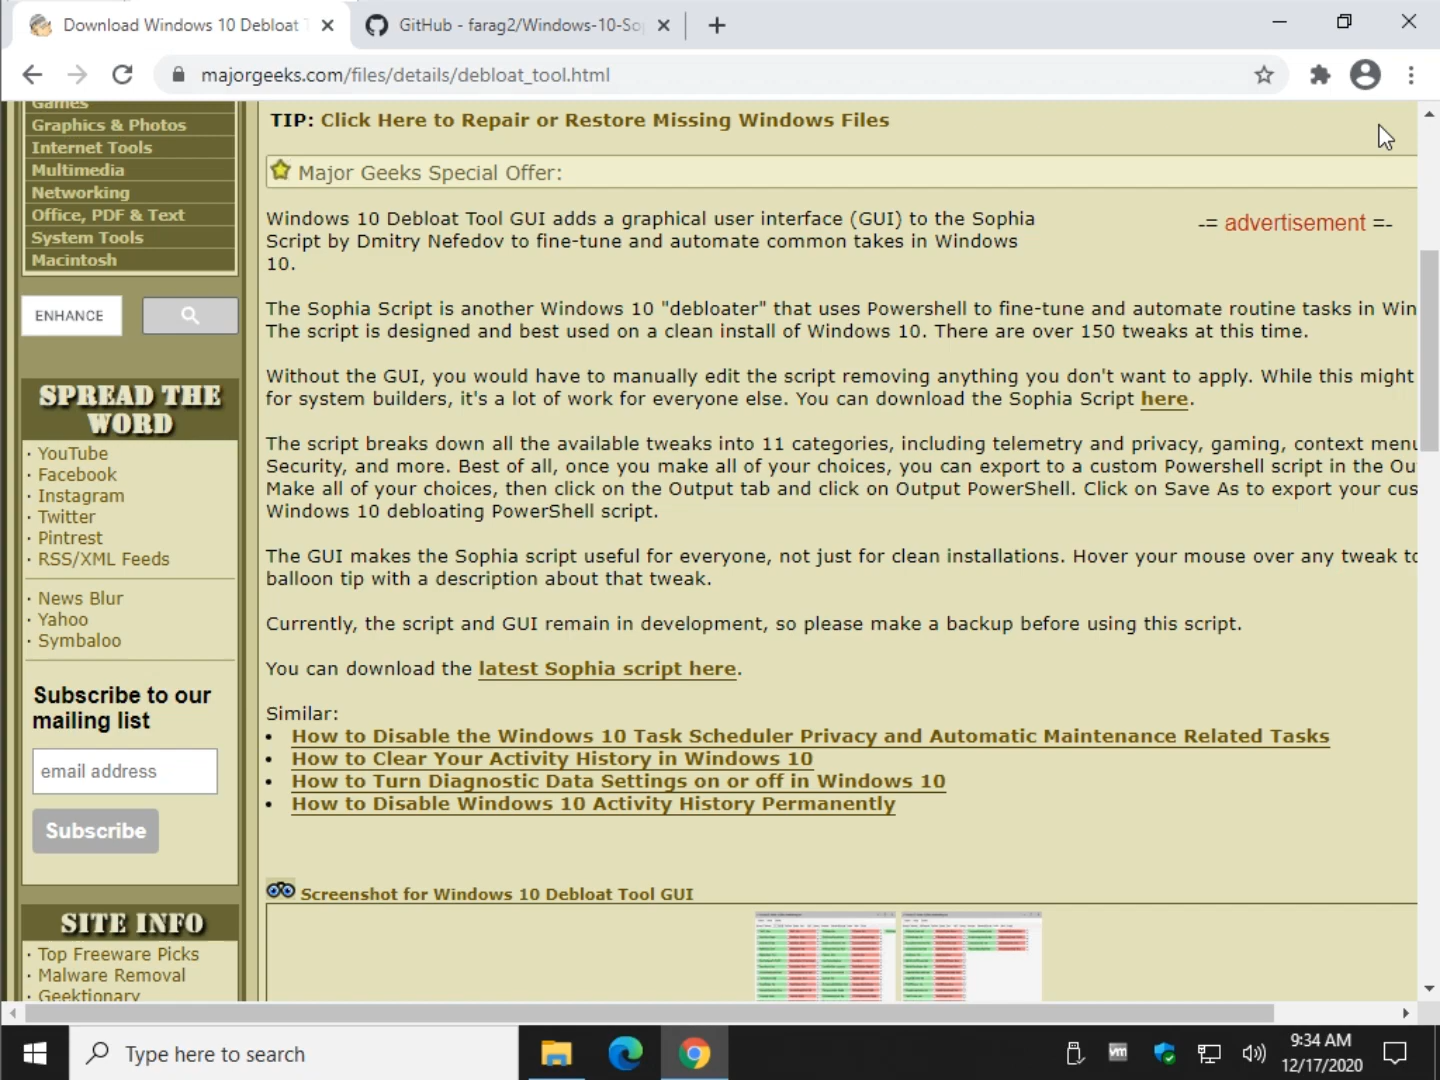 Download Windows 10 Debloat T
GitHub - farag2/Windows-10-So
majorgeeks.com/files/details/debloat_tool.html
Games
Graphics & Photos
Internet Tools
Multimedia
Networking
Office, PDF & Text
System Tools
Macintosh
ENHANCE
SPREAD THE
WORD
· YouTube
· Facebook
· Instagram
· Twitter
· Pintrest
· RSS/XML Feeds
· News Blur
· Yahoo
· Symbaloo
Subscribe to our
mailing list
email address
Subscribe
SITE INFO
· Top Freeware Picks
· Malware Removal
· Geektionary
TIP: Click Here to Repair or Restore Missing Windows Files
Major Geeks Special Offer:
-= advertisement =-
Windows 10 Debloat Tool GUI adds a graphical user interface (GUI) to the Sophia
Script by Dmitry Nefedov to fine-tune and automate common takes in Windows
10.
The Sophia Script is another Windows 10 "debloater" that uses Powershell to fine-tune and automate routine tasks in Win
The script is designed and best used on a clean install of Windows 10. There are over 150 tweaks at this time.
Without the GUI, you would have to manually edit the script removing anything you don't want to apply. While this might
for system builders, it's a lot of work for everyone else. You can download the Sophia Script here.
The script breaks down all the available tweaks into 11 categories, including telemetry and privacy, gaming, context menu
Security, and more. Best of all, once you make all of your choices, you can export to a custom Powershell script in the Ou
Make all of your choices, then click on the Output tab and click on Output PowerShell. Click on Save As to export your cus
Windows 10 debloating PowerShell script.
The GUI makes the Sophia script useful for everyone, not just for clean installations. Hover your mouse over any tweak to
balloon tip with a description about that tweak.
Currently, the script and GUI remain in development, so please make a backup before using this script.
You can download the latest Sophia script here.
Similar:
• How to Disable the Windows 10 Task Scheduler Privacy and Automatic Maintenance Related Tasks
• How to Clear Your Activity History in Windows 10
• How to Turn Diagnostic Data Settings on or off in Windows 10
• How to Disable Windows 10 Activity History Permanently
Screenshot for Windows 10 Debloat Tool GUI
Type here to search
vm
9:34 AM
12/17/2020